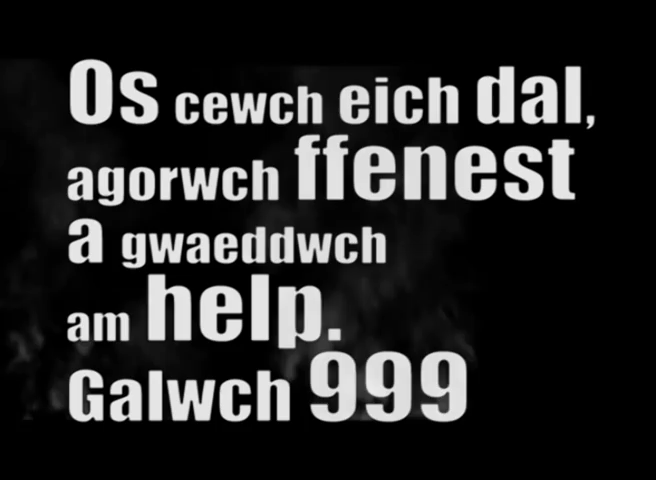 Os cewch eich dal,
agorwch ffenest
a gwaeddwch
am help.
Galwch 999